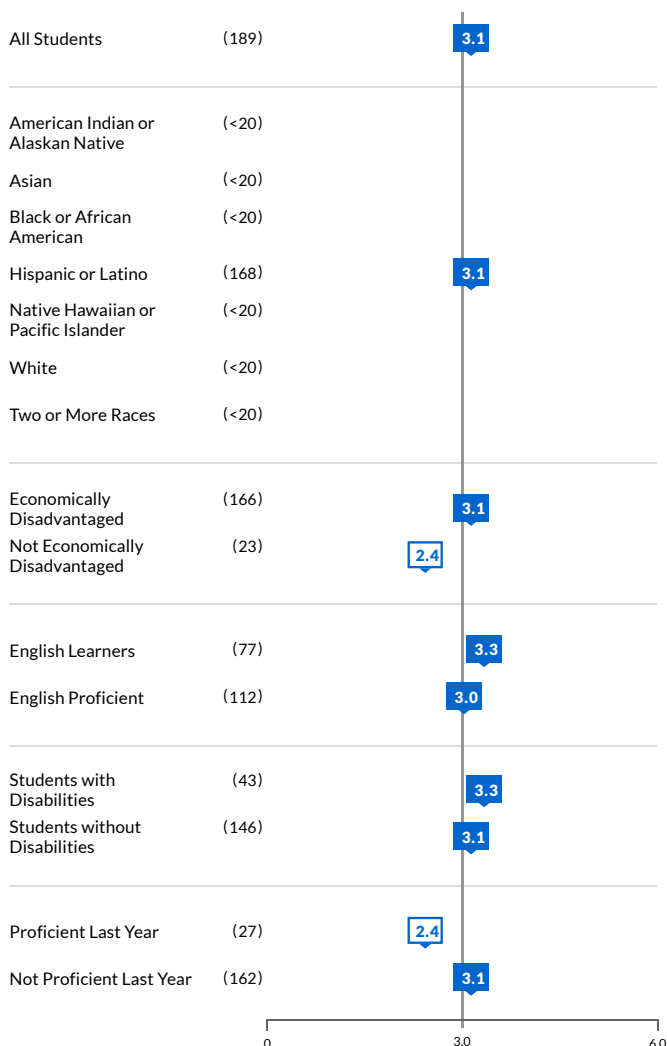 All Students (189) 3.1
American Indian or (<20)
Alaskan Native
Asian (<20)
Black or African (<20)
American
Hispanic or Latino (168) 3.1
Native Hawaiian or (<20)
Pacific Islander
White (<20)
Two or More Races (<20)
Economically (166) 3.1
Disadvantaged
Not Economically (23) 2.4
Disadvantaged
English Learners (77) 3.3
English Proficient (112) 3.0
Students with (43) 3.3
Disabilities
Students without (146) 3.1
Disabilities
Proficient Last Year (27) 2.4
Not Proficient Last Year (162) 3.1
0 3.0 6.0